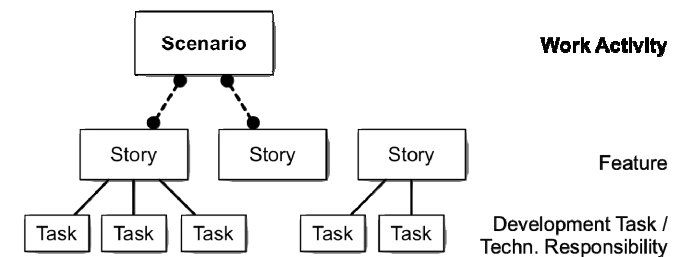 Scenario
Work Activity
Story
Story
Story
Feature
Task
Task
Task
Task
Task
Development Task /
Techn. Responsibility